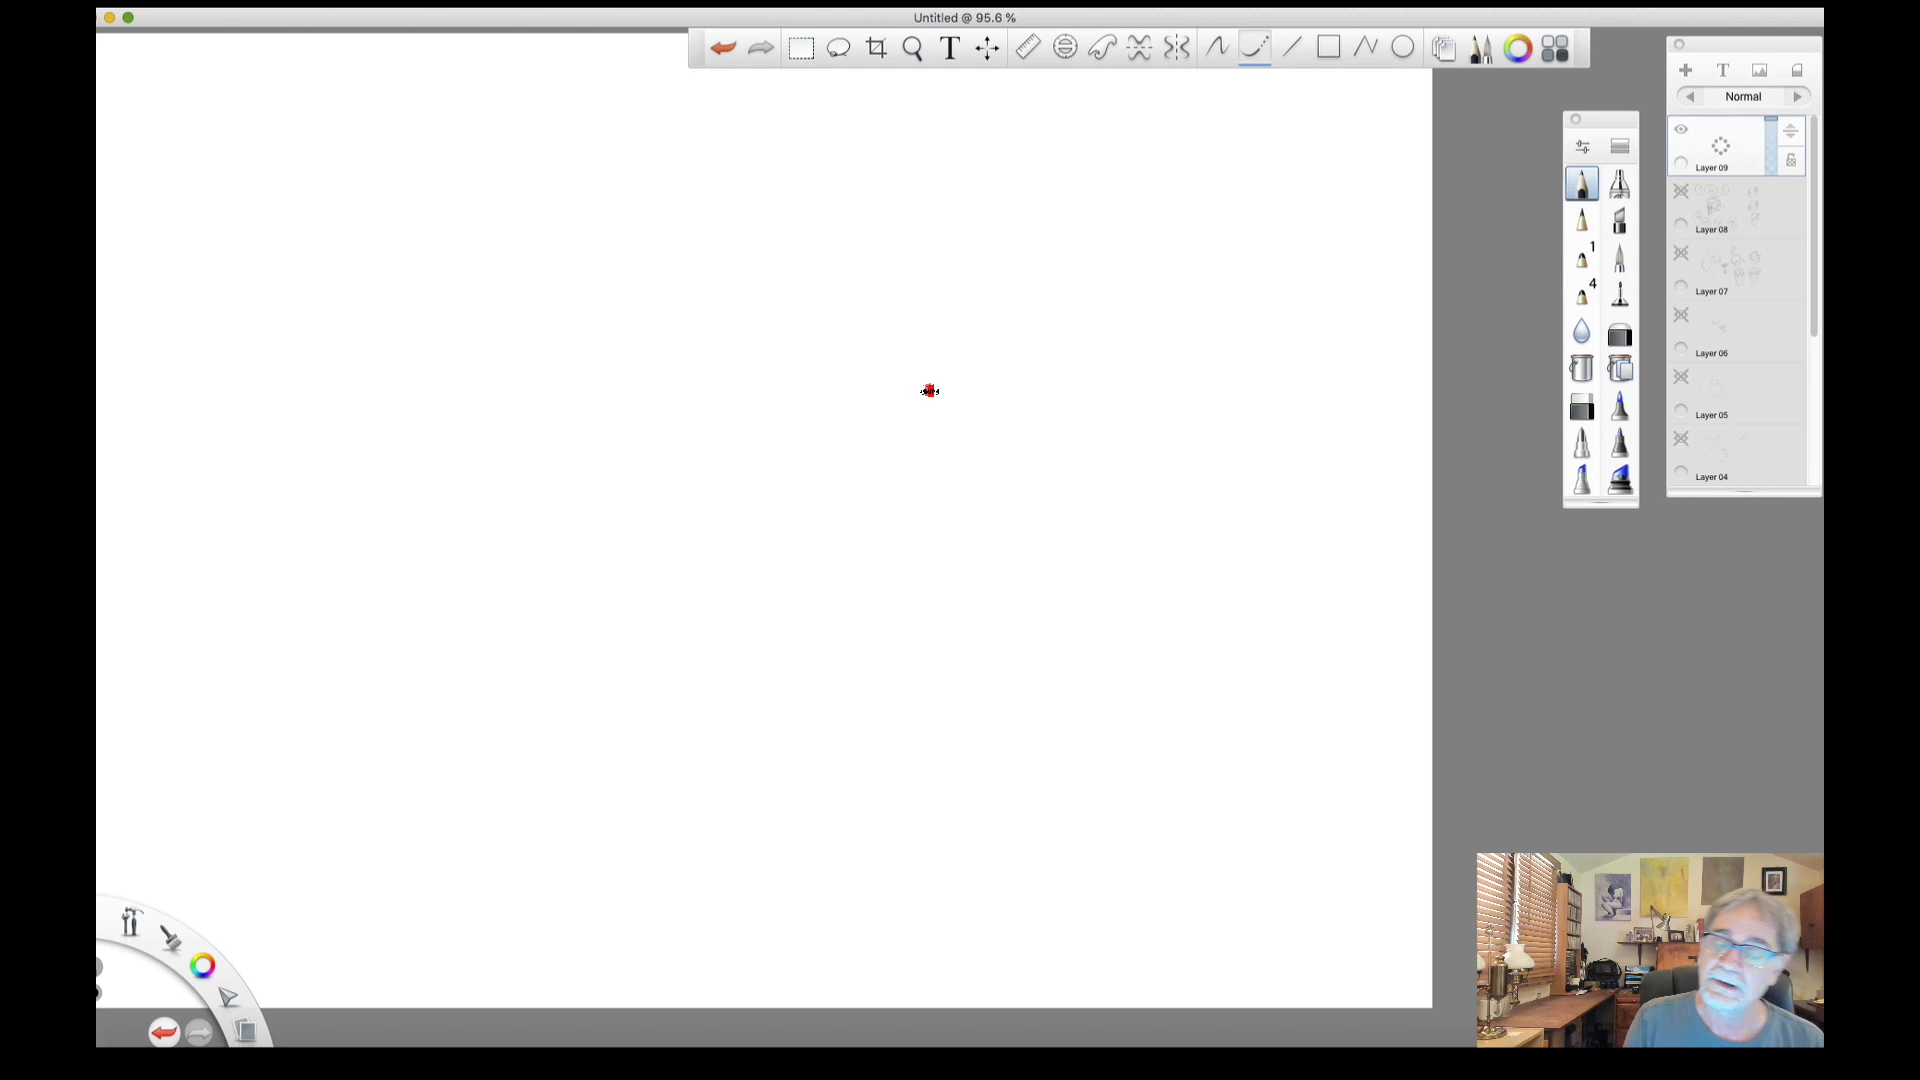 Untitled @ 95.6 %
T
T
Normal
Layer 09
Layer 08
1
Layer 07
4
Layer 06
Layer 05
Layer 04